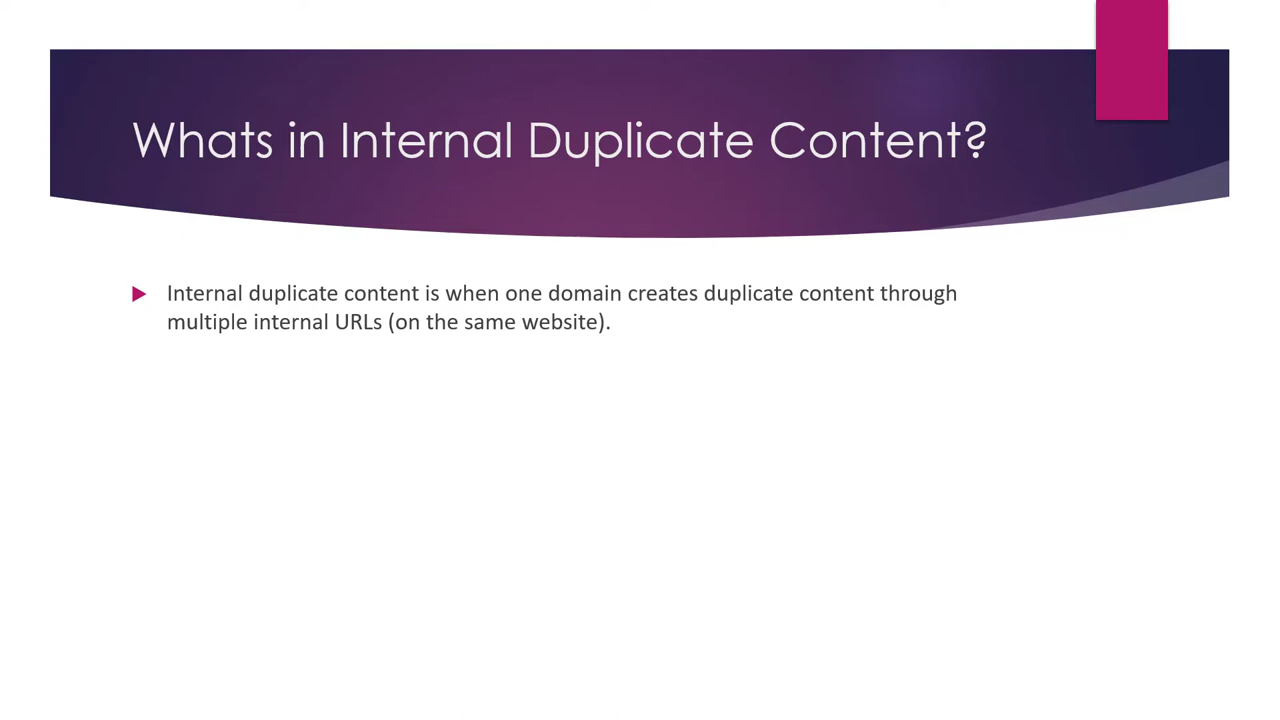 Whats in Internal Duplicate Content?
Internal duplicate content is when one domain creates duplicate content through
multiple internal URLs (on the same website).